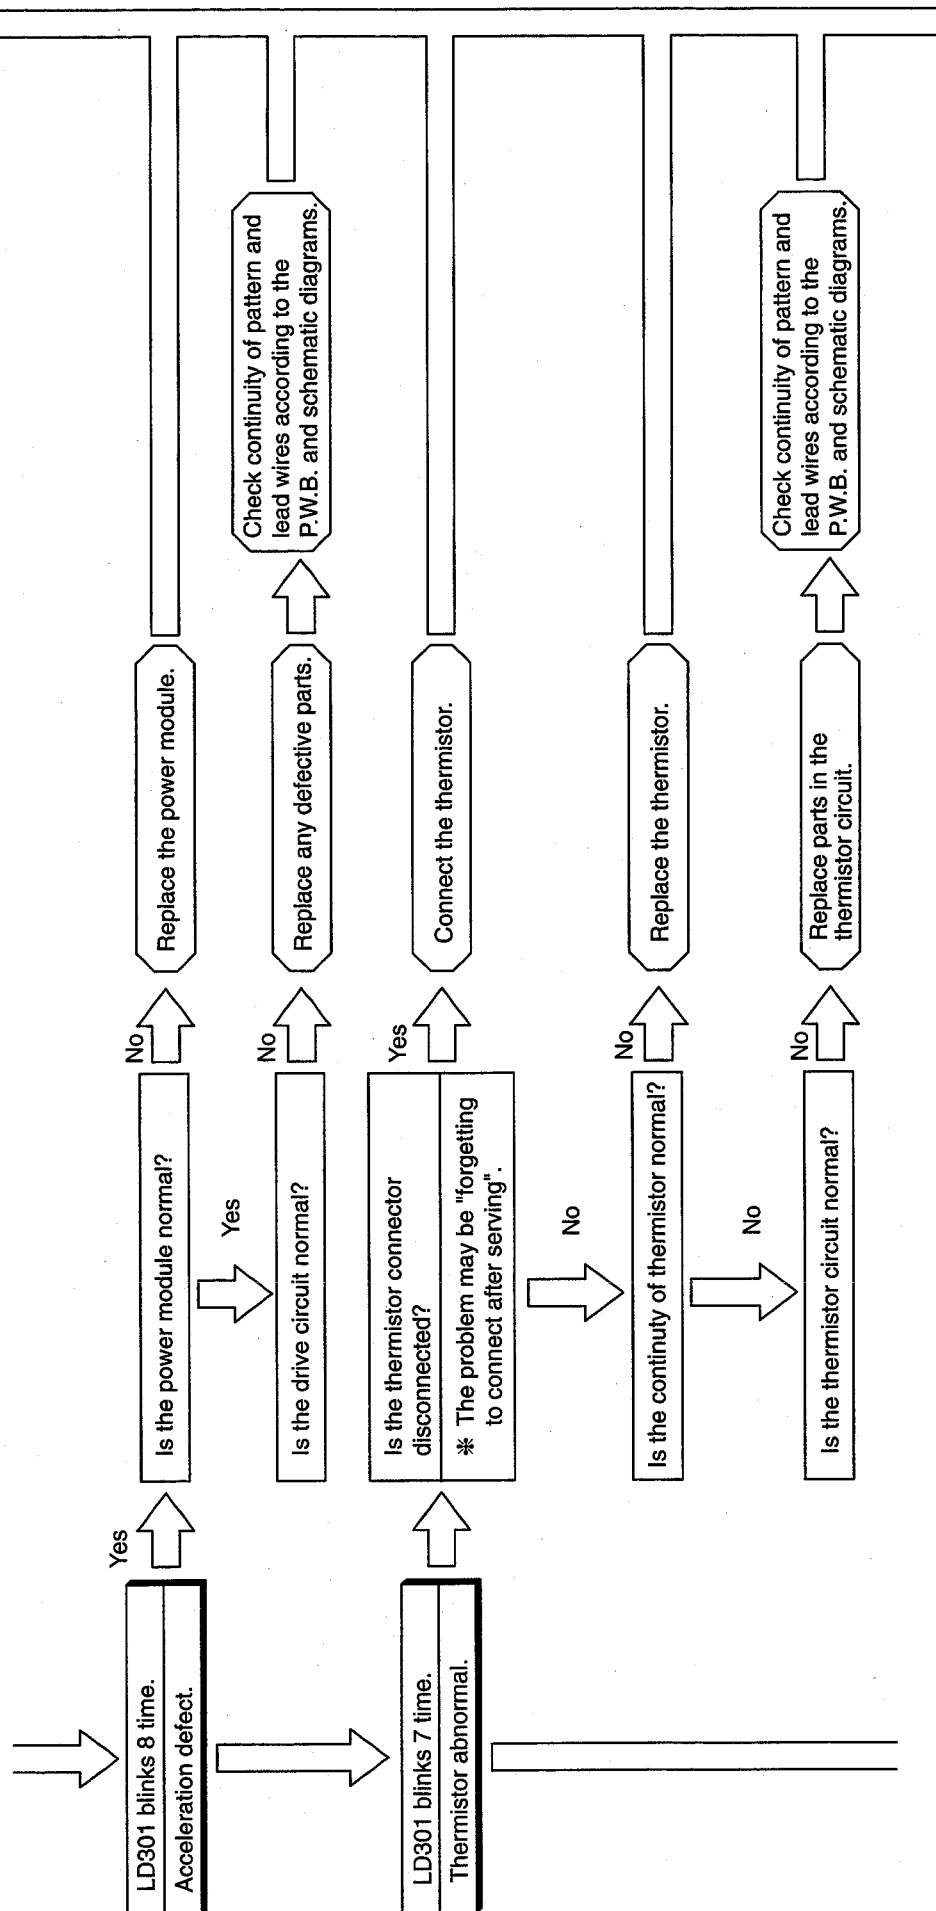 LD301 blinks 8 time.
Acceleration defect.
Yes
Is the power module normal?
No
Replace the power module.
Yes
Is the drive circuit normal?
No
Replace any defective parts.
Check continuity of pattern and
lead wires according to the
P.W.B. and schematic diagrams.
LD301 blinks 7 time.
Thermistor abnormal.
Is the thermistor connector
disconnected?
※ The problem may be "forgetting
to connect after serving".
Yes
Connect the thermistor.
No
Is the continuty of thermistor normal?
No
Replace the thermistor.
No
Is the thermistor circuit normal?
No
Replace parts in the
thermistor circuit.
Check continuity of pattern and
lead wires according to the
P.W.B. and schematic diagrams.